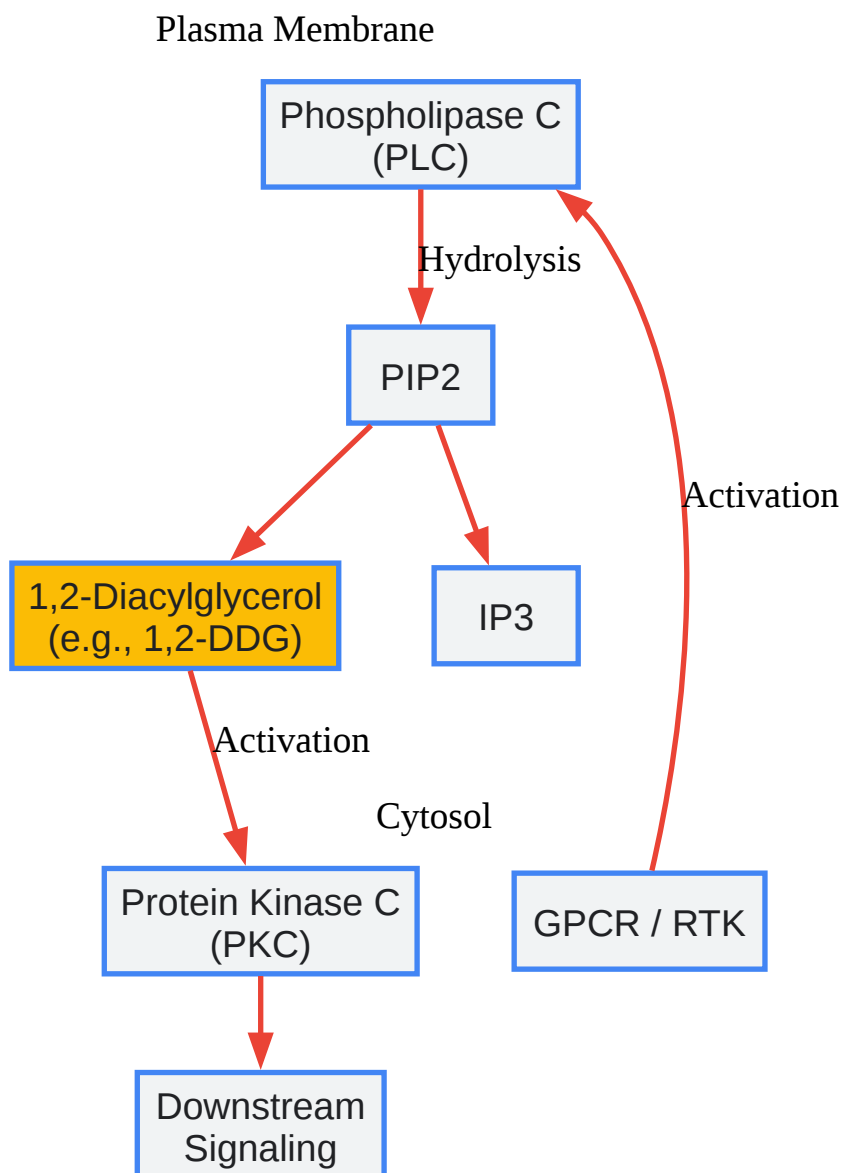 Plasma Membrane
Phospholipase C
(PLC)
Hydrolysis
PIP2
Activation
1,2-Diacylglycerol
(e.g., 1,2-DDG)
IP3
Activation
Cytosol
Protein Kinase C
(PKC)
GPCR / RTK
Downstream
Signaling